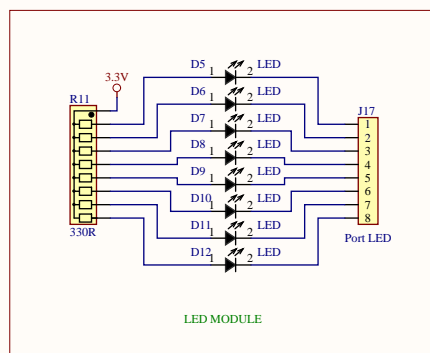 D5 1 2 LED
3.3V
R11
D6 1 2 LED
J17
D7 1 2 LED
1
2
D8 1 2 LED
3
4
D9 1 2 LED
5
6
D10 1 2 LED
7
8
D11 1 2 LED
330R
Port LED
D12 1 2 LED
LED MODULE